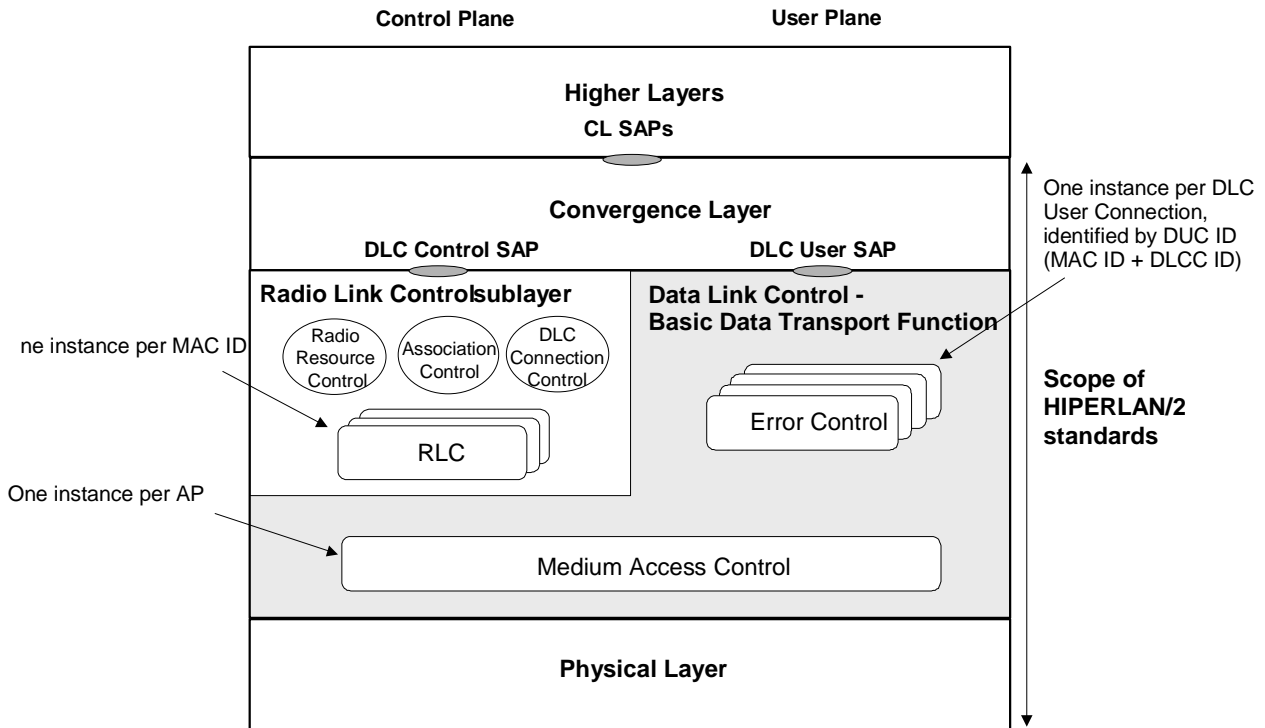 Control Plane
User Plane
Higher Layers
CL SAPs
Convergence Layer
DLC Control SAP
DLC User SAP
One instance per DLC
User Connection,
identified by DUC ID
(MAC ID + DLCC ID)
Radio Link Controlsublayer
Data Link Control -
Basic Data Transport Function
Radio
Resource
Control
Association
Control
DLC
Connection
Control
ne instance per MAC ID
RLC
Error Control
Scope of
HIPERLAN/2
standards
One instance per AP
Medium Access Control
Physical Layer